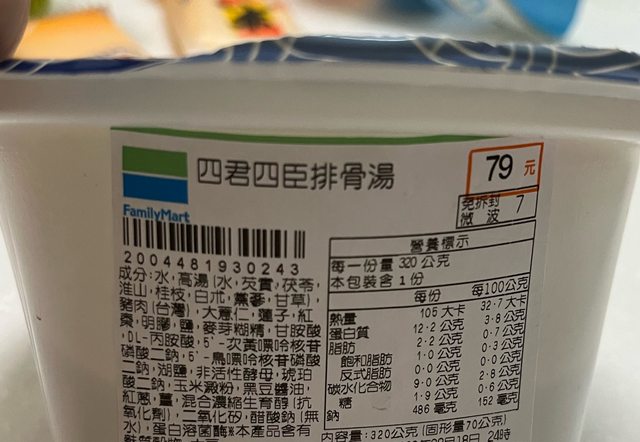 四君四臣排骨湯
79 元
免拆封
微 波 7
FamilyMart
2004481930243
成分:水,高湯(水,芡實,茯苓,
淮山,桂枝,白朮,黨蔘,甘草),
豬肉(台灣),大薏仁,蓮子,紅
棗,明膠,鹽,麥芽糊精,甘胺酸
,DL-丙胺酸,5'-次黃嘌呤核苷
磷酸二鈉,5'-鳥嘌呤核苷磷酸
二鈉,湖鹽,非活性酵母,琥珀
酸二鈉,玉米澱粉,黑豆醬油,
紅蔥,薑,混合濃縮生育醇(抗
氧化劑),二氧化矽,醋酸鈉(無
水),蛋白溶菌酶※本產品含有
營養標示
每一份量 320 公克
本包裝含 1 份
每份 每100公克
熱量 105 大卡 32.7 大卡
蛋白質 12.2 公克 3.8 公克
脂肪 2.2 公克 0.7 公克
飽和脂肪 1.0 公克 0.3 公克
反式脂肪 0.0 公克 0.0 公克
碳水化合物 9.0 公克 2.8 公克
糖 1.9 公克 0.6 公克
鈉 486 毫克 152 毫克
內容量:320公克(固形量70公克)
24時